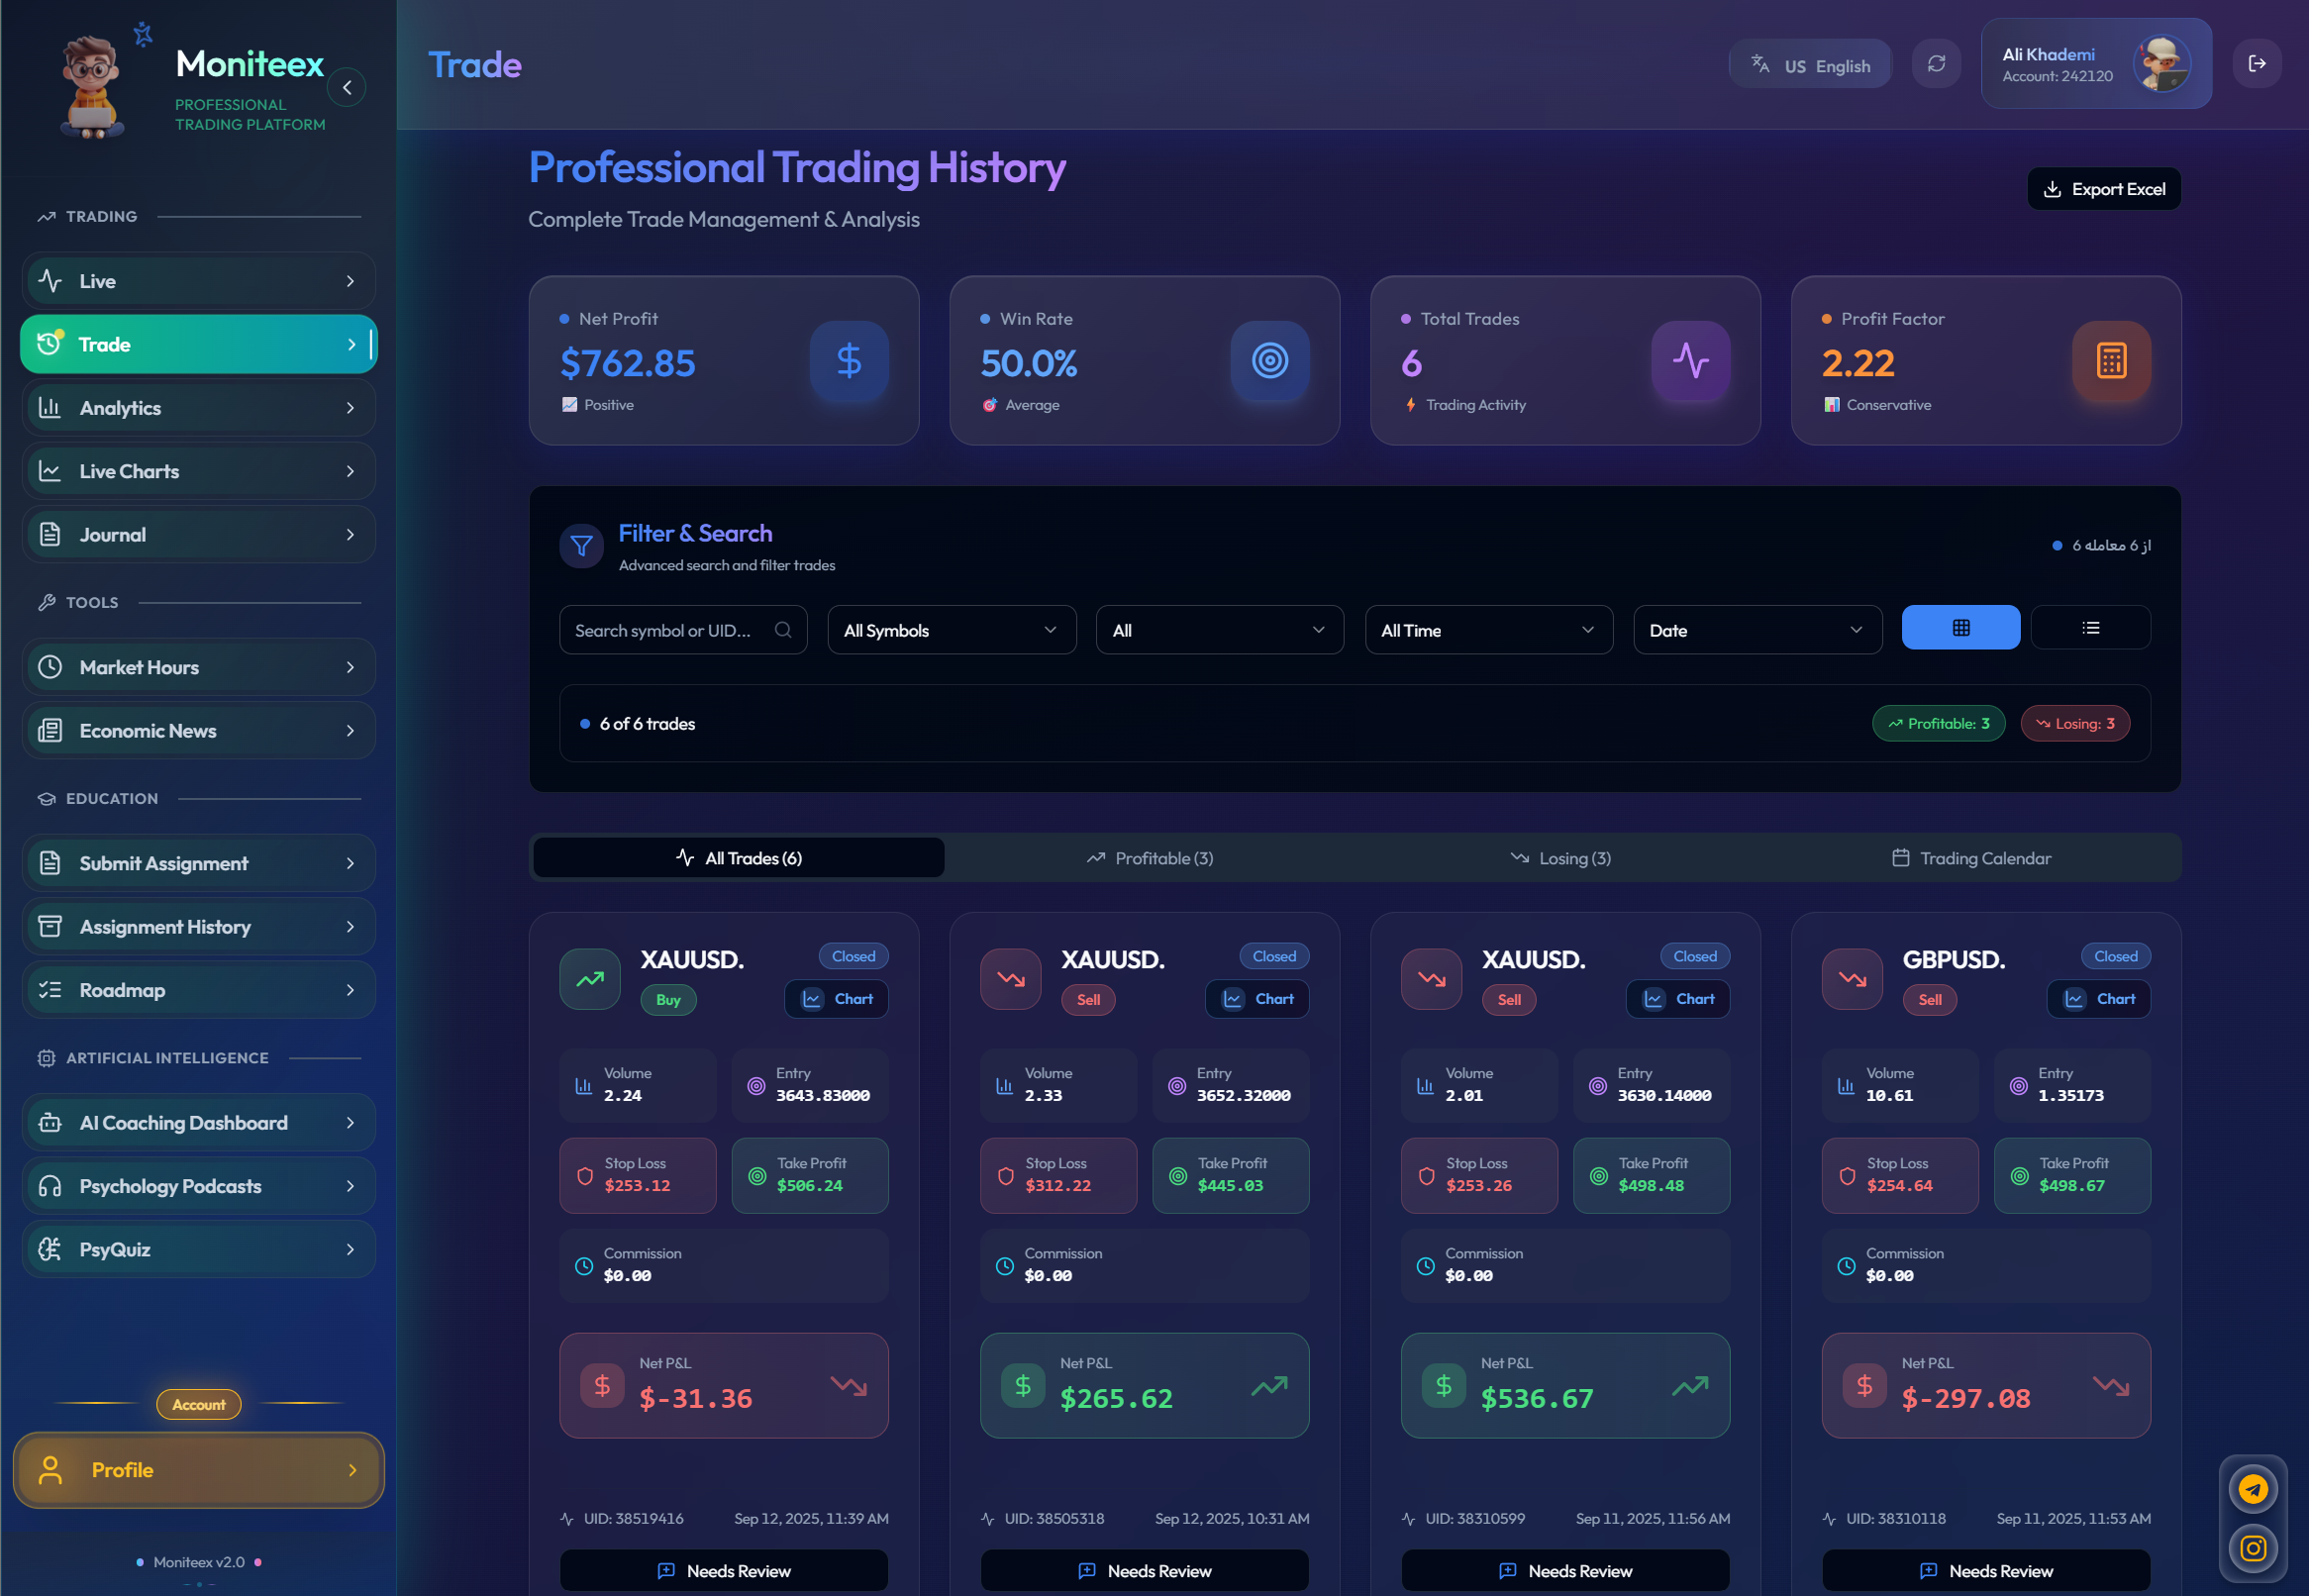 Moniteex
PROFESSIONAL
TRADING PLATFORM
TRADING
Live
Trade
Analytics
Live Charts
Journal
TOOLS
Market Hours
Economic News
EDUCATION
Submit Assignment
Assignment History
Roadmap
ARTIFICIAL INTELLIGENCE
AI Coaching Dashboard
Psychology Podcasts
PsyQuiz
Account
Profile
Moniteex v2.0
Trade
US English
Ali Khademi
Account: 242120
Professional Trading History
Complete Trade Management & Analysis
Export Excel
Net Profit
$762.85
Positive
Win Rate
50.0%
Average
Total Trades
6
Trading Activity
Profit Factor
2.22
Conservative
Filter & Search
Advanced search and filter trades
6 از 6 معامله
Search symbol or UID...
All Symbols
All
All Time
Date
6 of 6 trades
Profitable: 3
Losing: 3
All Trades (6)
Profitable (3)
Losing (3)
Trading Calendar
XAUUSD.
Closed
Buy
Chart
Volume
2.24
Entry
3643.83000
Stop Loss
$253.12
Take Profit
$506.24
Commission
$0.00
Net P&L
$-31.36
UID: 38519416
Sep 12, 2025, 11:39 AM
Needs Review
XAUUSD.
Closed
Sell
Chart
Volume
2.33
Entry
3652.32000
Stop Loss
$312.22
Take Profit
$445.03
Commission
$0.00
Net P&L
$265.62
UID: 38505318
Sep 12, 2025, 10:31 AM
Needs Review
XAUUSD.
Closed
Sell
Chart
Volume
2.01
Entry
3630.14000
Stop Loss
$253.26
Take Profit
$498.48
Commission
$0.00
Net P&L
$536.67
UID: 38310599
Sep 11, 2025, 11:56 AM
Needs Review
GBPUSD.
Closed
Sell
Chart
Volume
10.61
Entry
1.35173
Stop Loss
$254.64
Take Profit
$498.67
Commission
$0.00
Net P&L
$-297.08
UID: 38310118
Sep 11, 2025, 11:53 AM
Needs Review